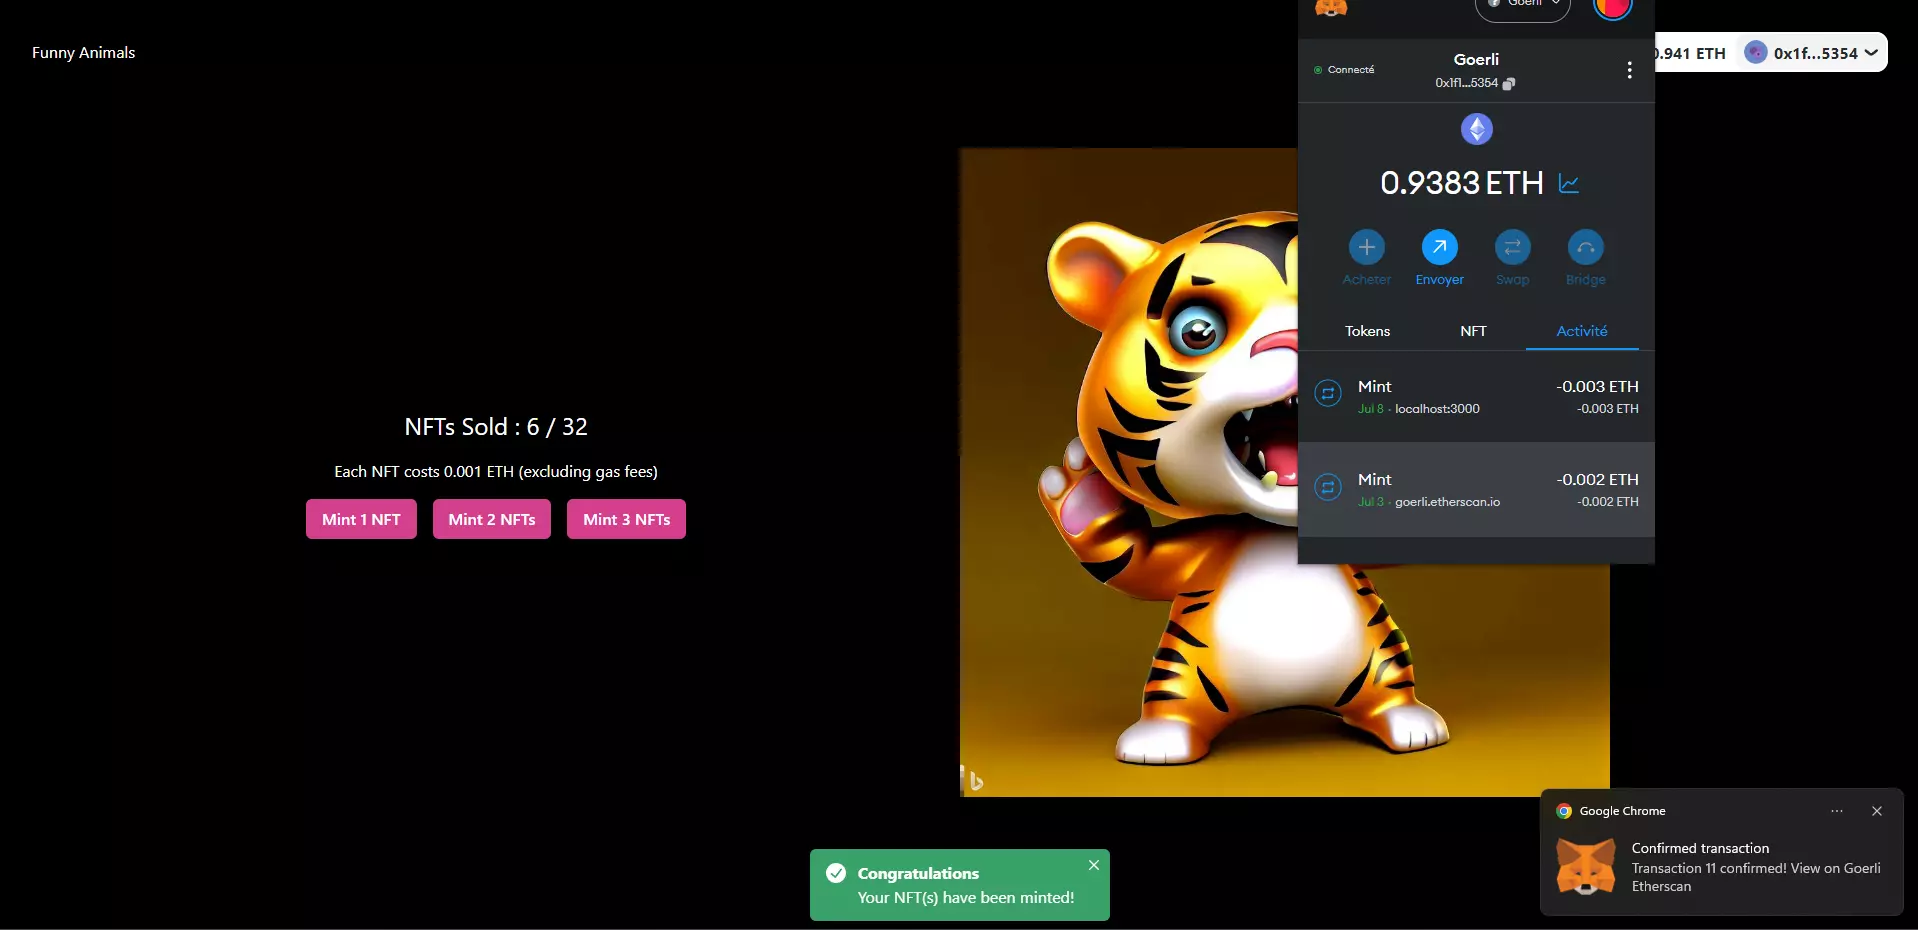 Funny Animals
Goerli
0.941 ETH
0x1f...5354
Connecté
Goerli
0x1f1...5354
0.9383 ETH
Acheter
Envoyer
Swap
Bridge
Tokens
NFT
Activité
Mint
-0.003 ETH
Jul 8 · localhost:3000
-0.003 ETH
Mint
-0.002 ETH
Jul 3 · goerli.etherscan.io
-0.002 ETH
NFTs Sold : 6 / 32
Each NFT costs 0.001 ETH (excluding gas fees)
Mint 1 NFT
Mint 2 NFTs
Mint 3 NFTs
Congratulations
Your NFT(s) have been minted!
Google Chrome
Confirmed transaction
Transaction 11 confirmed! View on Goerli
Etherscan